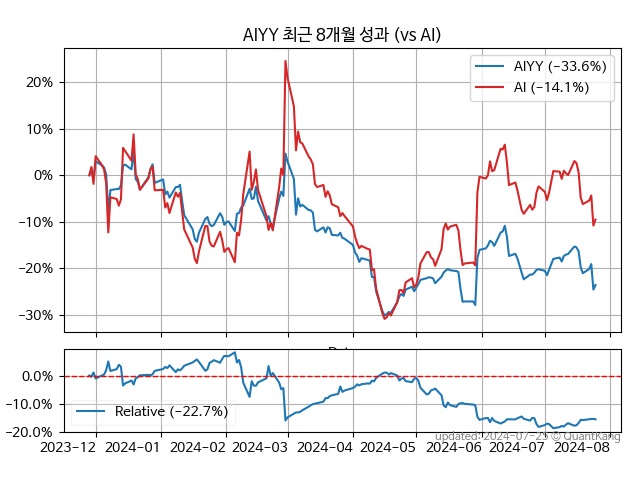 AIYY 최근 8개월 성과 (vs AI)
AIYY (−33.6%)
AI (−14.1%)
20%
10%
0%
−10%
−20%
−30%
0.0%
−10.0%
−20.0%
Relative (−22.7%)
updated: 2024-07-25 © QuantKang
2023−12 2024−01 2024−02 2024−03 2024−04 2024−05 2024−06 2024−07 2024−08